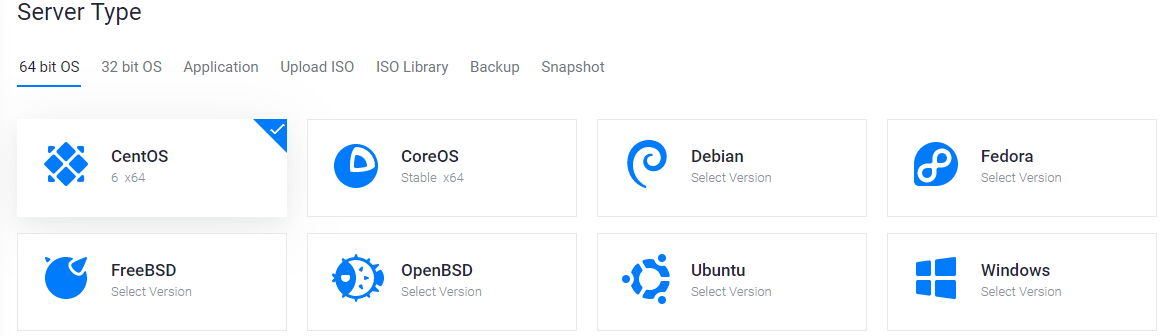 Server Type
64 bit OS 32 bit OS Application Upload ISO ISO Library Backup Snapshot
CentOS
6 x64
CoreOS
Stable x64
Debian
Select Version
Fedora
Select Version
FreeBSD
Select Version
OpenBSD
Select Version
Ubuntu
Select Version
Windows
Select Version